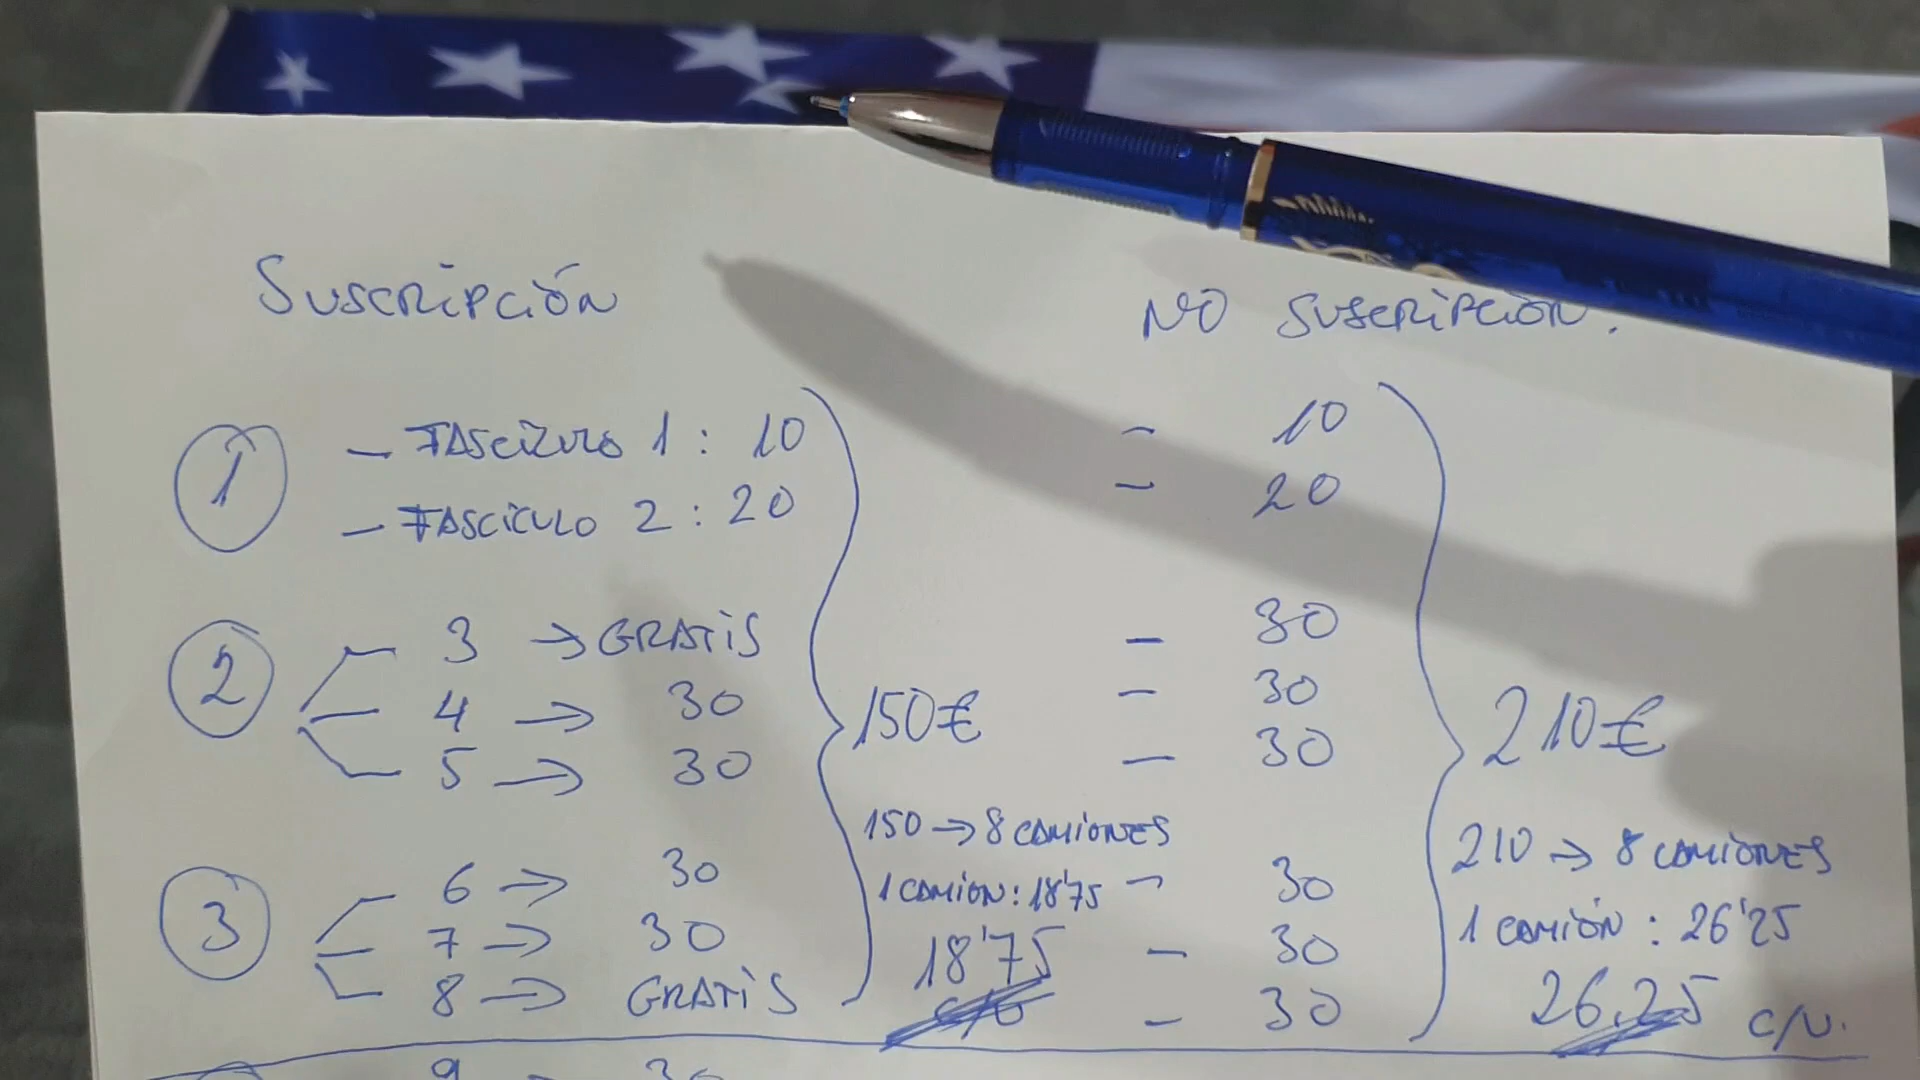 SUSCRIPCIÓN
NO SUSCRIPCIÓN.
1
- FASCÍCULO 1 : 10
- FASCÍCULO 2 : 20
2
3 → GRATIS
4 → 30
5 → 30
3
6 → 30
7 → 30
8 → GRATIS
150€
150 → 8 CAMIONES
1 CAMIÓN : 18'75
18'75
c/u
- 10
- 20
- 30
- 30
- 30
- 30
- 30
- 30
210€
210 → 8 CAMIONES
1 CAMIÓN : 26'25
26,25 c/u.
9 - 30